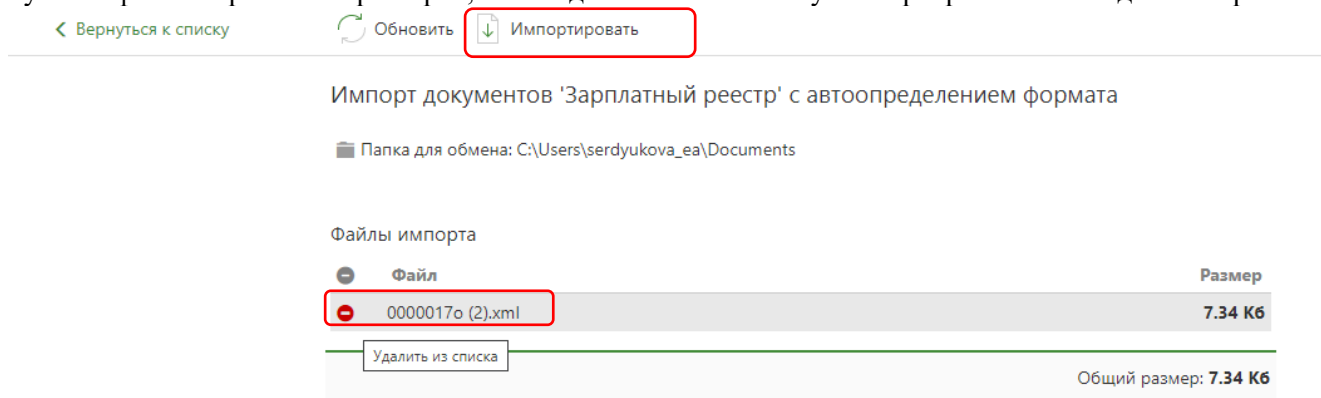 Вернуться к списку Обновить Импортировать
Импорт документов 'Зарплатный реестр' с автоопределением формата
Папка для обмена: C:\Users\serdyukova_ea\Documents
Файлы импорта
Файл Размер
0000017о (2).xml 7.34 Кб
Удалить из списка
Общий размер: 7.34 Кб